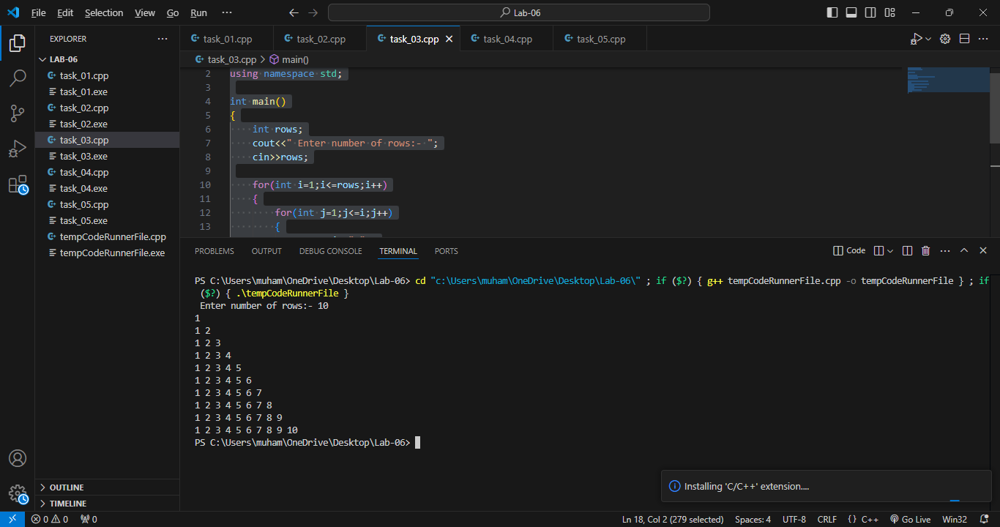 File Edit Selection View Go Run ··· Lab-06
EXPLORER ···
LAB-06
task_01.cpp
task_01.exe
task_02.cpp
task_02.exe
task_03.cpp
task_03.exe
task_04.cpp
task_04.exe
task_05.cpp
task_05.exe
tempCodeRunnerFile.cpp
tempCodeRunnerFile.exe
OUTLINE
TIMELINE
task_01.cpp task_02.cpp task_03.cpp task_04.cpp task_05.cpp
task_03.cpp > main()
2 using namespace std;
3
4 int main()
5 {
6 int rows;
7 cout<<" Enter number of rows:- ";
8 cin>>rows;
9
10 for(int i=1;i<=rows;i++)
11 {
12 for(int j=1;j<=i;j++)
13 {
PROBLEMS OUTPUT DEBUG CONSOLE TERMINAL PORTS Code
PS C:\Users\muham\OneDrive\Desktop\Lab-06> cd "c:\Users\muham\OneDrive\Desktop\Lab-06\" ; if ($?) { g++ tempCodeRunnerFile.cpp -o tempCodeRunnerFile } ; if
($?) { .\tempCodeRunnerFile }
Enter number of rows:- 10
1
1 2
1 2 3
1 2 3 4
1 2 3 4 5
1 2 3 4 5 6
1 2 3 4 5 6 7
1 2 3 4 5 6 7 8
1 2 3 4 5 6 7 8 9
1 2 3 4 5 6 7 8 9 10
PS C:\Users\muham\OneDrive\Desktop\Lab-06>
Installing 'C/C++' extension....
0 0 0 Ln 18, Col 2 (279 selected) Spaces: 4 UTF-8 CRLF {} C++ Go Live Win32